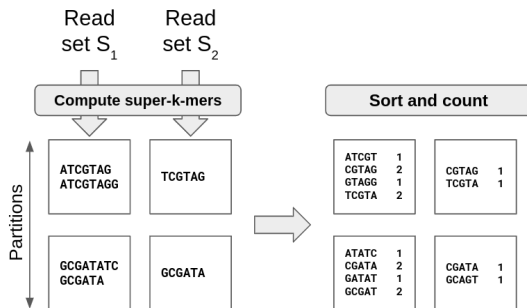 Read
set S1
Read
set S2
Compute super-k-mers
Sort and count
Partitions
ATCGTAG
ATCGTAGG
TCGTAG
ATCGT 1
CGTAG 2
GTAGG 1
TCGTA 2
CGTAG 1
TCGTA 1
GCGATATC
GCGATA
GCGATA
ATATC 1
CGATA 2
GATAT 1
GCGAT 2
CGATA 1
GCAGT 1